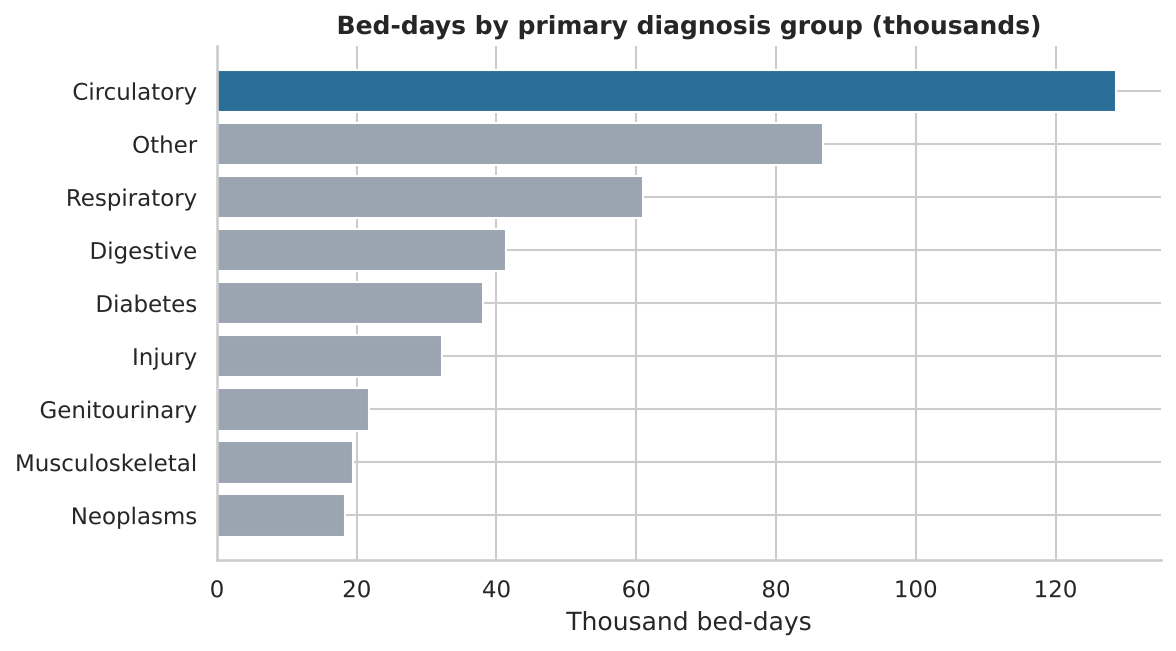 Bed-days by primary diagnosis group (thousands)
Circulatory
Other
Respiratory
Digestive
Diabetes
Injury
Genitourinary
Musculoskeletal
Neoplasms
0 20 40 60 80 100 120
Thousand bed-days